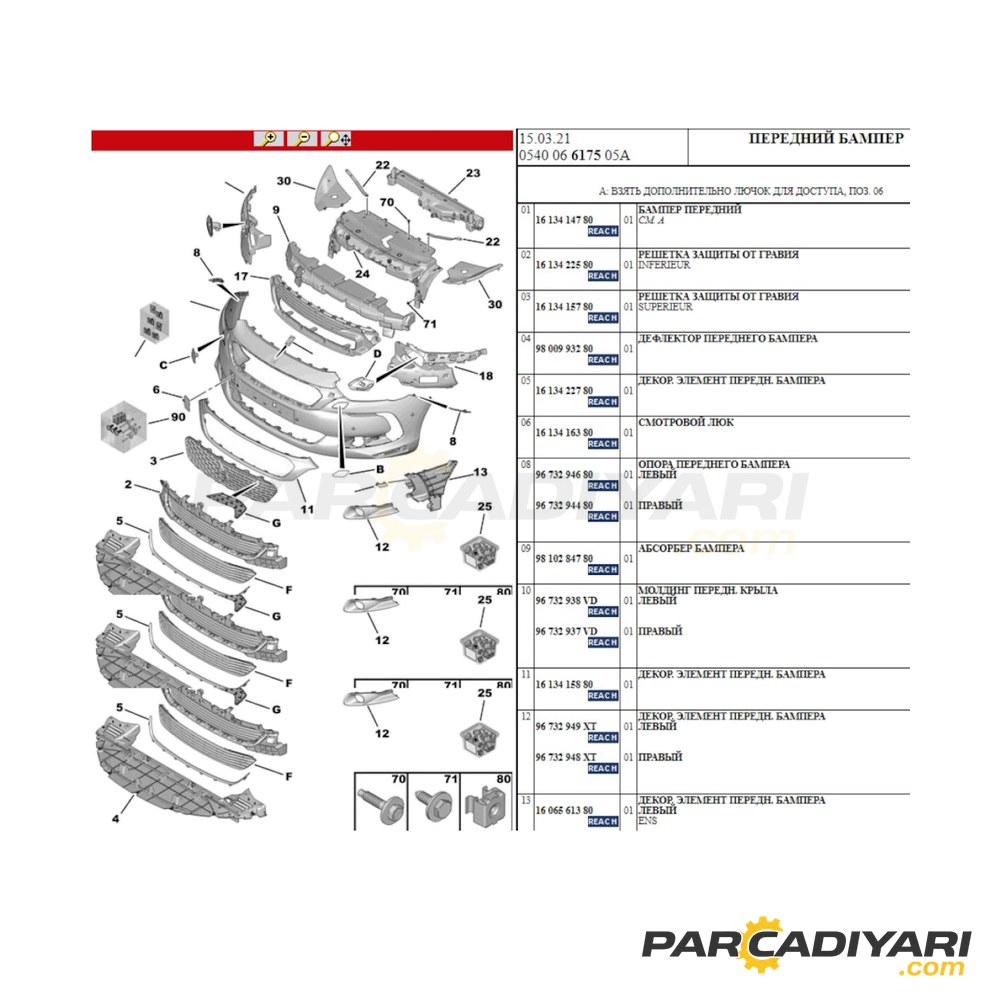 15.03.21
ПЕРЕДНИЙ БАМПЕР
0540 06 6175 05A
А: ВЗЯТЬ ДОПОЛНИТЕЛЬНО ЛЮЧОК ДЛЯ ДОСТУПА, ПОЗ. 06
01 16 134 147 80 01 БАМПЕР ПЕРЕДНИЙ
СМ. А
REACH
02 16 134 225 80 01 РЕШЕТКА ЗАЩИТЫ ОТ ГРАВИЯ
INFERIEUR
REACH
03 16 134 157 80 01 РЕШЕТКА ЗАЩИТЫ ОТ ГРАВИЯ
SUPERIEUR
REACH
04 98 009 932 80 01 ДЕФЛЕКТОР ПЕРЕДНЕГО БАМПЕРА
REACH
05 16 134 227 80 01 ДЕКОР. ЭЛЕМЕНТ ПЕРЕДН. БАМПЕРА
REACH
06 16 134 163 80 01 СМОТРОВОЙ ЛЮК
REACH
08 ОПОРА ПЕРЕДНЕГО БАМПЕРА
96 732 946 80 01 ЛЕВЫЙ
REACH
96 732 944 80 01 ПРАВЫЙ
REACH
09 98 102 847 80 01 АБСОРБЕР БАМПЕРА
REACH
10 МОЛДИНГ ПЕРЕДН. КРЫЛА
96 732 938 VD 01 ЛЕВЫЙ
REACH
96 732 937 VD 01 ПРАВЫЙ
REACH
11 16 134 158 80 01 ДЕКОР. ЭЛЕМЕНТ ПЕРЕДН. БАМПЕРА
REACH
12 ДЕКОР. ЭЛЕМЕНТ ПЕРЕДН. БАМПЕРА
96 732 949 XT 01 ЛЕВЫЙ
REACH
96 732 948 XT 01 ПРАВЫЙ
REACH
13 ДЕКОР. ЭЛЕМЕНТ ПЕРЕДН. БАМПЕРА
16 065 613 80 01 ЛЕВЫЙ
ENS
REACH
22
23
30
9
70
22
8
17
24
30
71
C
D
18
6
90
8
3
B
13
11
2
G
12
25
5
F
70 71 80
G
12
25
5
F
70 71 80
G
12
25
5
F
70 71 80
4
PARCADIYARI
.com
PARCADIYARI
.com